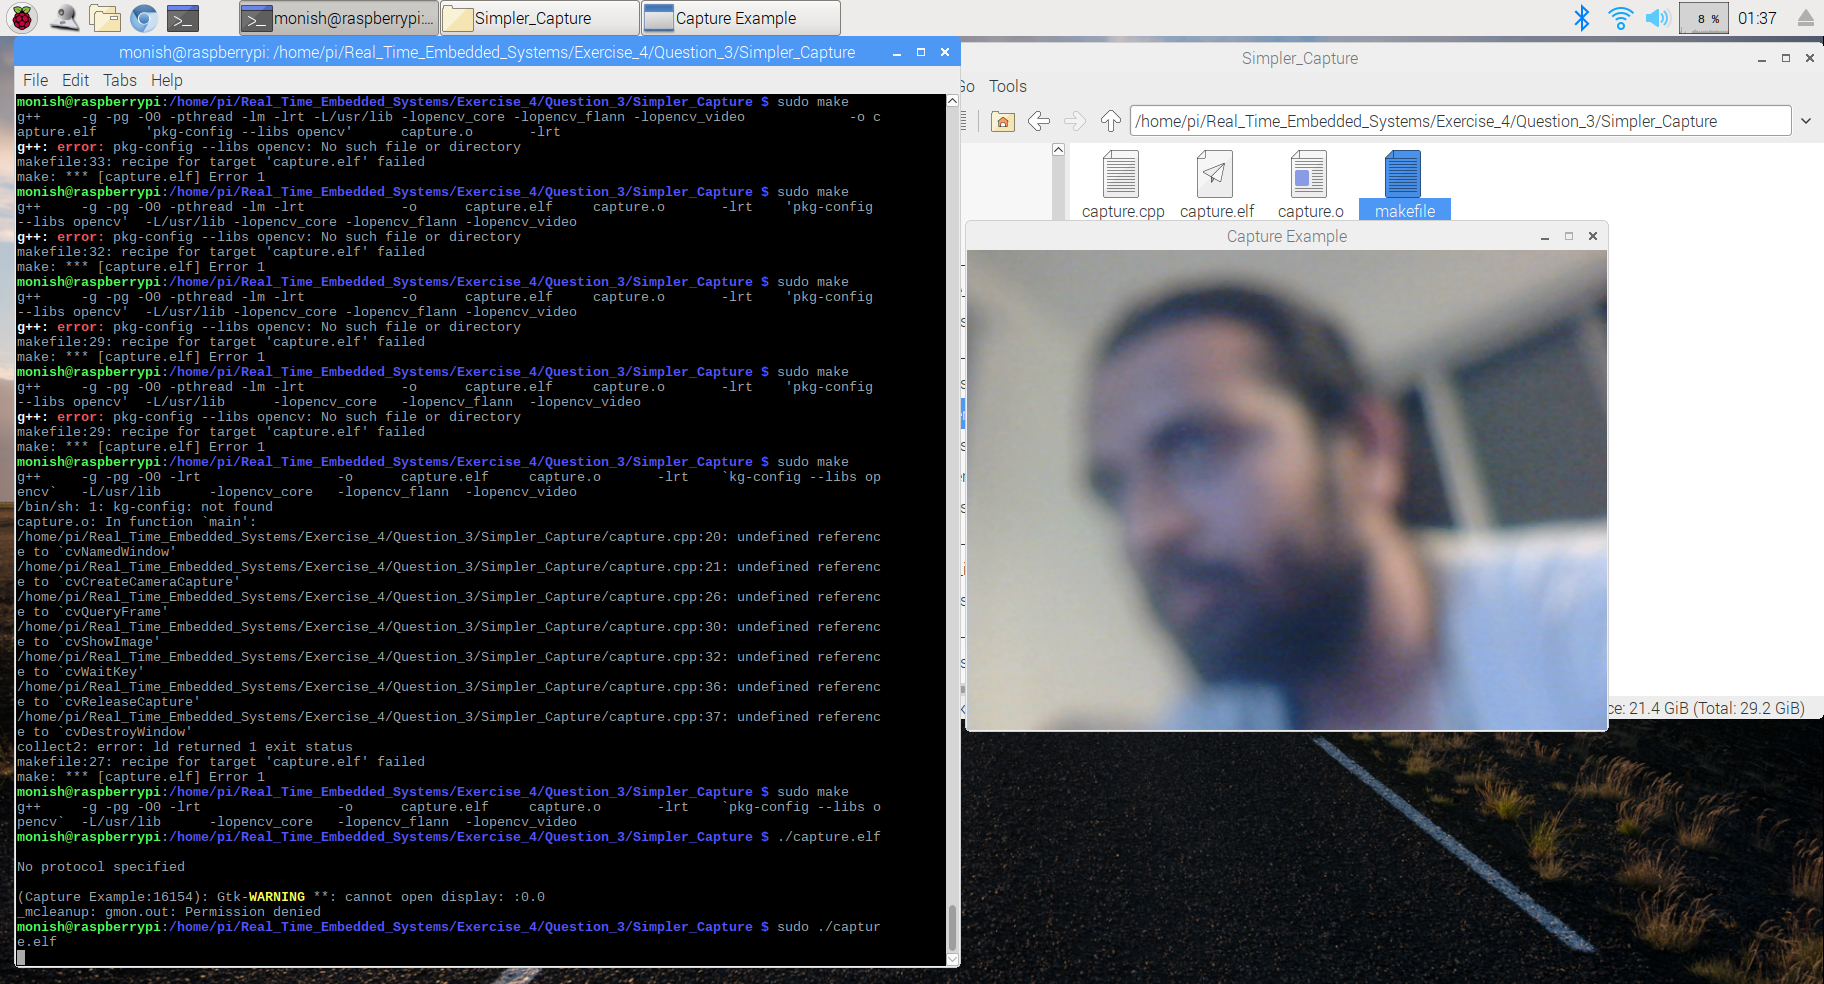 monish@raspberrypi:...
Simpler_Capture
Capture Example
8 %
01:37
monish@raspberrypi: /home/pi/Real_Time_Embedded_Systems/Exercise_4/Question_3/Simpler_Capture
File Edit Tabs Help
monish@raspberrypi:/home/pi/Real_Time_Embedded_Systems/Exercise_4/Question_3/Simpler_Capture $ sudo make
g++     -g -pg -O0 -pthread -lm -lrt -L/usr/lib -lopencv_core -lopencv_flann -lopencv_video             -o c
apture.elf      'pkg-config --libs opencv'      capture.o       -lrt
g++: error: pkg-config --libs opencv: No such file or directory
makefile:33: recipe for target 'capture.elf' failed
make: *** [capture.elf] Error 1
monish@raspberrypi:/home/pi/Real_Time_Embedded_Systems/Exercise_4/Question_3/Simpler_Capture $ sudo make
g++     -g -pg -O0 -pthread -lm -lrt            -o      capture.elf     capture.o       -lrt    'pkg-config
--libs opencv'  -L/usr/lib -lopencv_core -lopencv_flann -lopencv_video
g++: error: pkg-config --libs opencv: No such file or directory
makefile:32: recipe for target 'capture.elf' failed
make: *** [capture.elf] Error 1
monish@raspberrypi:/home/pi/Real_Time_Embedded_Systems/Exercise_4/Question_3/Simpler_Capture $ sudo make
g++     -g -pg -O0 -pthread -lm -lrt            -o      capture.elf     capture.o       -lrt    'pkg-config
--libs opencv'  -L/usr/lib -lopencv_core -lopencv_flann -lopencv_video
g++: error: pkg-config --libs opencv: No such file or directory
makefile:29: recipe for target 'capture.elf' failed
make: *** [capture.elf] Error 1
monish@raspberrypi:/home/pi/Real_Time_Embedded_Systems/Exercise_4/Question_3/Simpler_Capture $ sudo make
g++     -g -pg -O0 -pthread -lm -lrt            -o      capture.elf     capture.o       -lrt    'pkg-config
--libs opencv'  -L/usr/lib      -lopencv_core   -lopencv_flann  -lopencv_video
g++: error: pkg-config --libs opencv: No such file or directory
makefile:29: recipe for target 'capture.elf' failed
make: *** [capture.elf] Error 1
monish@raspberrypi:/home/pi/Real_Time_Embedded_Systems/Exercise_4/Question_3/Simpler_Capture $ sudo make
g++     -g -pg -O0 -lrt                 -o      capture.elf     capture.o       -lrt    `kg-config --libs op
encv`   -L/usr/lib      -lopencv_core   -lopencv_flann  -lopencv_video
/bin/sh: 1: kg-config: not found
capture.o: In function `main':
/home/pi/Real_Time_Embedded_Systems/Exercise_4/Question_3/Simpler_Capture/capture.cpp:20: undefined referenc
e to `cvNamedWindow'
/home/pi/Real_Time_Embedded_Systems/Exercise_4/Question_3/Simpler_Capture/capture.cpp:21: undefined referenc
e to `cvCreateCameraCapture'
/home/pi/Real_Time_Embedded_Systems/Exercise_4/Question_3/Simpler_Capture/capture.cpp:26: undefined referenc
e to `cvQueryFrame'
/home/pi/Real_Time_Embedded_Systems/Exercise_4/Question_3/Simpler_Capture/capture.cpp:30: undefined referenc
e to `cvShowImage'
/home/pi/Real_Time_Embedded_Systems/Exercise_4/Question_3/Simpler_Capture/capture.cpp:32: undefined referenc
e to `cvWaitKey'
/home/pi/Real_Time_Embedded_Systems/Exercise_4/Question_3/Simpler_Capture/capture.cpp:36: undefined referenc
e to `cvReleaseCapture'
/home/pi/Real_Time_Embedded_Systems/Exercise_4/Question_3/Simpler_Capture/capture.cpp:37: undefined referenc
e to `cvDestroyWindow'
collect2: error: ld returned 1 exit status
makefile:27: recipe for target 'capture.elf' failed
make: *** [capture.elf] Error 1
monish@raspberrypi:/home/pi/Real_Time_Embedded_Systems/Exercise_4/Question_3/Simpler_Capture $ sudo make
g++     -g -pg -O0 -lrt                 -o      capture.elf     capture.o       -lrt    `pkg-config --libs o
pencv`  -L/usr/lib      -lopencv_core   -lopencv_flann  -lopencv_video
monish@raspberrypi:/home/pi/Real_Time_Embedded_Systems/Exercise_4/Question_3/Simpler_Capture $ ./capture.elf
No protocol specified
(Capture Example:16154): Gtk-WARNING **: cannot open display: :0.0
_mcleanup: gmon.out: Permission denied
monish@raspberrypi:/home/pi/Real_Time_Embedded_Systems/Exercise_4/Question_3/Simpler_Capture $ sudo ./captur
e.elf
Simpler_Capture
Go Tools
/home/pi/Real_Time_Embedded_Systems/Exercise_4/Question_3/Simpler_Capture
capture.cpp capture.elf capture.o makefile
Capture Example
ce: 21.4 GiB (Total: 29.2 GiB)